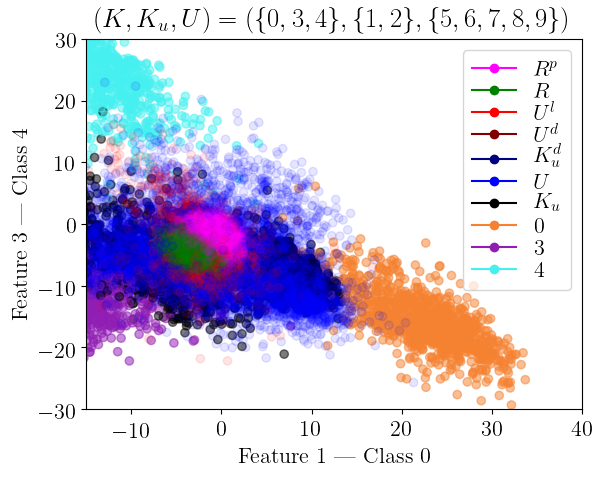 (K, K_u, U) = ({0, 3, 4}, {1, 2}, {5, 6, 7, 8, 9})
30
20
10
0
−10
−20
−30
Feature 3 — Class 4
R^p
R
U^l
U^d
K_u^d
U
K_u
0
3
4
−10 0 10 20 30 40
Feature 1 — Class 0